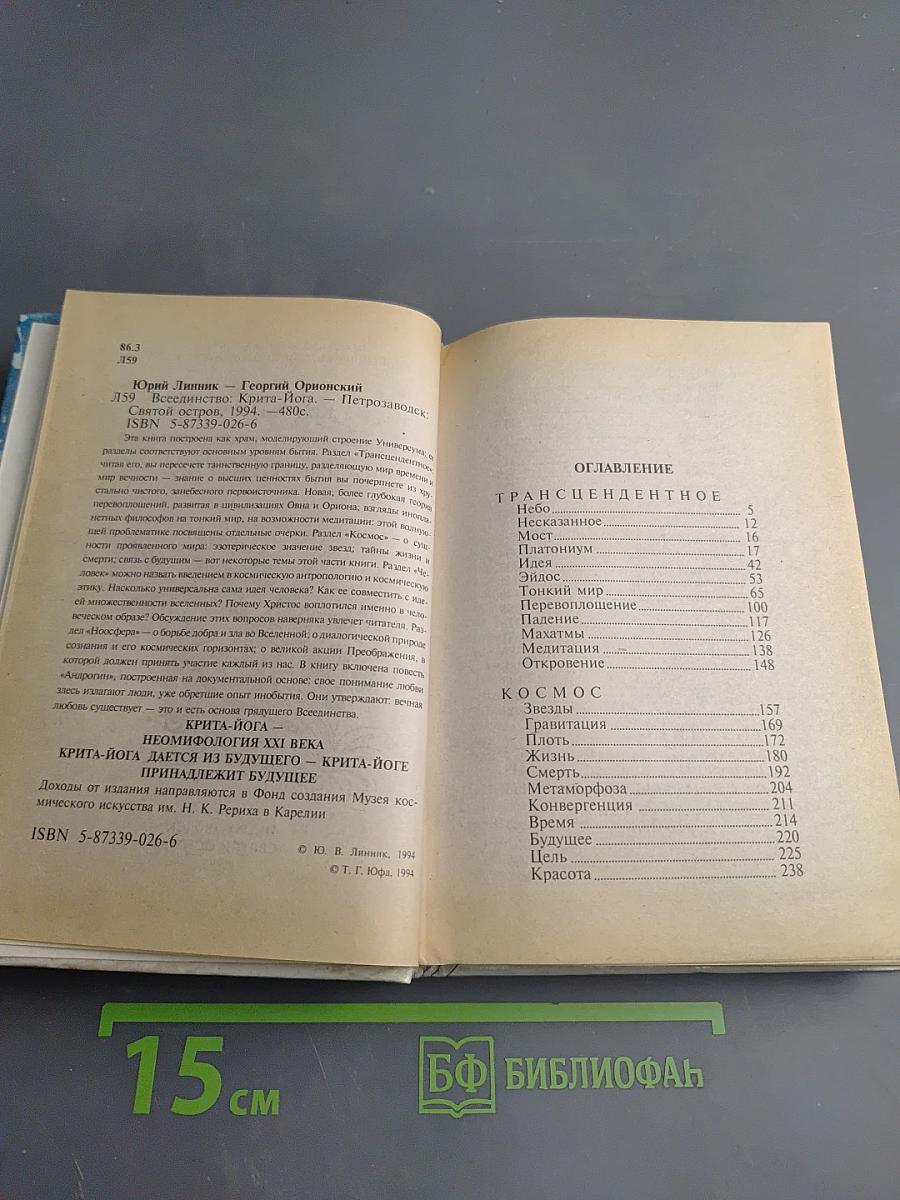 86.3
Л59
Юрий Линник — Георгий Орионский
Л59 Всеединство: Крита-Йога. — Петрозаводск:
Святой остров, 1994. —480с.
ISBN 5-87339-026-6
Эта книга построена как храм, моделирующий строение Универсума: ее
разделы соответствуют основным уровням бытия. Раздел «Трансцендентное»
читая его, вы пересечете таинственную границу, разделяющую мир времени и
мир вечности — знание о высших ценностях бытия вы почерпнете из хру-
стально чистого, занебесного первоисточника. Новая, более глубокая теория
перевоплощений, развитая в цивилизациях Овна и Ориона; взгляды инопла-
нетных философов на тонкий мир, на возможности медитации: этой волную-
щей проблематике посвящены отдельные очерки. Раздел «Космос» — о сущ-
ности проявленного мира: эзотерическое значение звезд; тайны жизни и
смерти; связь с будущим — вот некоторые темы этой части книги. Раздел «Че-
ловек» можно назвать введением в космическую антропологию и космическую
этику. Насколько универсальна сама идея человека? Как ее совместить с иде-
ей множественности вселенных? Почему Христос воплотился именно в чело-
веческом образе? Обсуждение этих вопросов наверняка увлечет читателя. Раз-
дел «Ноосфера» — о борьбе добра и зла во Вселенной; о диалогической природе
сознания и его космических горизонтах; о великой акции Преображения, в
которой должен принять участие каждый из нас. В книгу включена повесть
«Андрогин», построенная на документальной основе: свое понимание любви
здесь излагают люди, уже обретшие опыт инобытия. Они утверждают: вечная
любовь существует — это и есть основа грядущего Всеединства.
КРИТА-ЙОГА —
НЕОМИФОЛОГИЯ XXI ВЕКА
КРИТА-ЙОГА ДАЕТСЯ ИЗ БУДУЩЕГО — КРИТА-ЙОГЕ
ПРИНАДЛЕЖИТ БУДУЩЕЕ
Доходы от издания направляются в Фонд создания Музея кос-
мического искусства им. Н. К. Рериха в Карелии
ISBN 5-87339-026-6
© Ю. В. Линник, 1994
© Т. Г. Юфа, 1994
ОГЛАВЛЕНИЕ
ТРАНСЦЕНДЕНТНОЕ
Небо 5
Несказанное 12
Мост 16
Платониум 17
Идея 42
Эйдос 53
Тонкий мир 65
Перевоплощение 100
Падение 117
Махатмы 126
Медитация 138
Откровение 148
КОСМОС
Звезды 157
Гравитация 169
Плоть 172
Жизнь 180
Смерть 192
Метаморфоза 204
Конвергенция 211
Время 214
Будущее 220
Цель 225
Красота 238
15 см
БФ БИБЛИОФАҺ